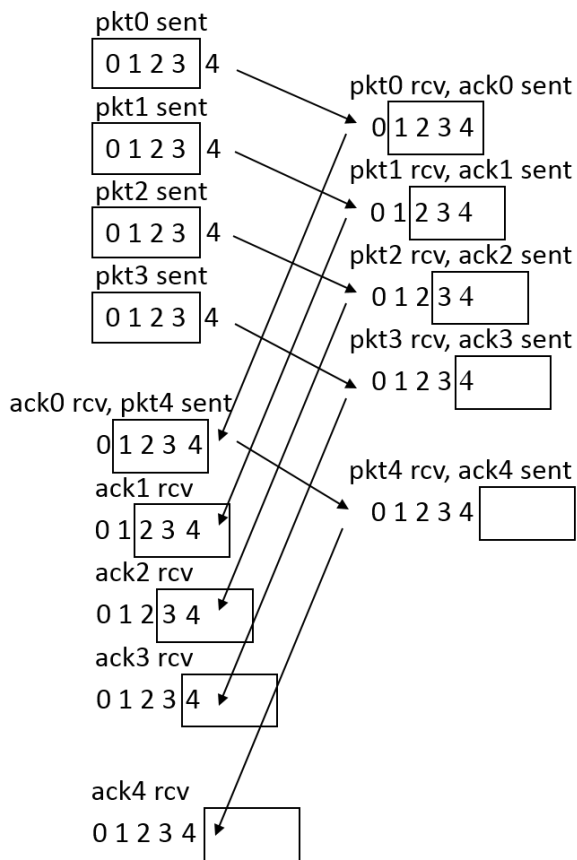 pkt0 sent
0 1 2 3 4
pkt1 sent
0 1 2 3 4
pkt2 sent
0 1 2 3 4
pkt3 sent
0 1 2 3 4
ack0 rcv, pkt4 sent
0 1 2 3 4
ack1 rcv
0 1 2 3 4
ack2 rcv
0 1 2 3 4
ack3 rcv
0 1 2 3 4
ack4 rcv
0 1 2 3 4
pkt0 rcv, ack0 sent
0 1 2 3 4
pkt1 rcv, ack1 sent
0 1 2 3 4
pkt2 rcv, ack2 sent
0 1 2 3 4
pkt3 rcv, ack3 sent
0 1 2 3 4
pkt4 rcv, ack4 sent
0 1 2 3 4